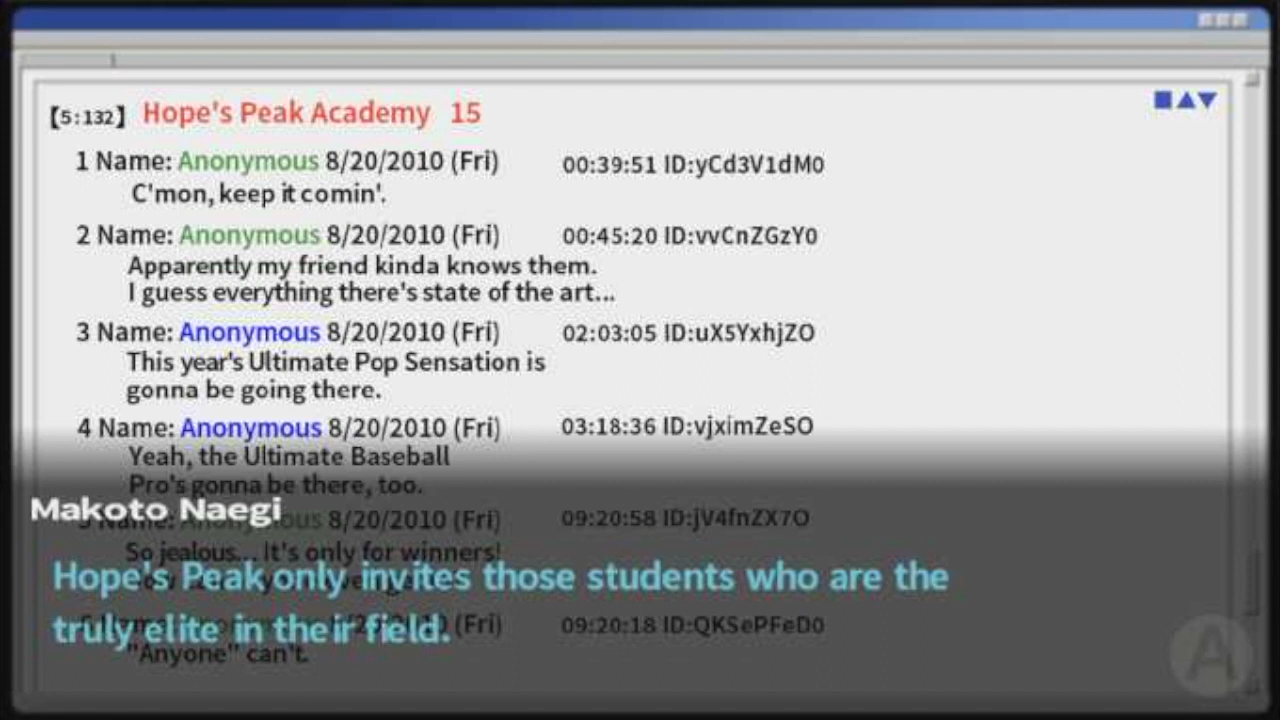 【5:132】 Hope's Peak Academy 15
1 Name: Anonymous 8/20/2010 (Fri) 00:39:51 ID:yCd3V1dM0
C'mon, keep it comin'.
2 Name: Anonymous 8/20/2010 (Fri) 00:45:20 ID:vvCnZGzY0
Apparently my friend kinda knows them.
I guess everything there's state of the art...
3 Name: Anonymous 8/20/2010 (Fri) 02:03:05 ID:uX5YxhjZO
This year's Ultimate Pop Sensation is
gonna be going there.
4 Name: Anonymous 8/20/2010 (Fri) 03:18:36 ID:vjximZeSO
Yeah, the Ultimate Baseball
Pro's gonna be there, too.
Makoto Naegi
5 Name: Anonymous 8/20/2010 (Fri) 09:20:58 ID:jV4fnZX7O
So jealous... It's only for winners!
Hope's Peak only invites those students who are the
truly elite in their field.
(Fri) 09:20:18 ID:QKSePFeD0
"Anyone" can't.
A